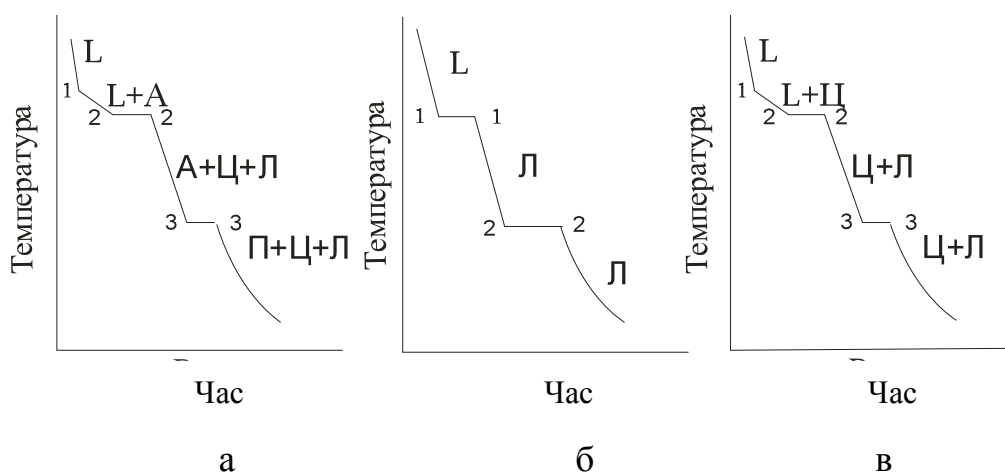 Температура
L
1
L+А
2 2
А+Ц+Л
3 3
П+Ц+Л
Час
а
Температура
L
1 1
Л
2 2
Л
Час
б
Температура
L
1
L+Ц
2 2
Ц+Л
3 3
Ц+Л
Час
в